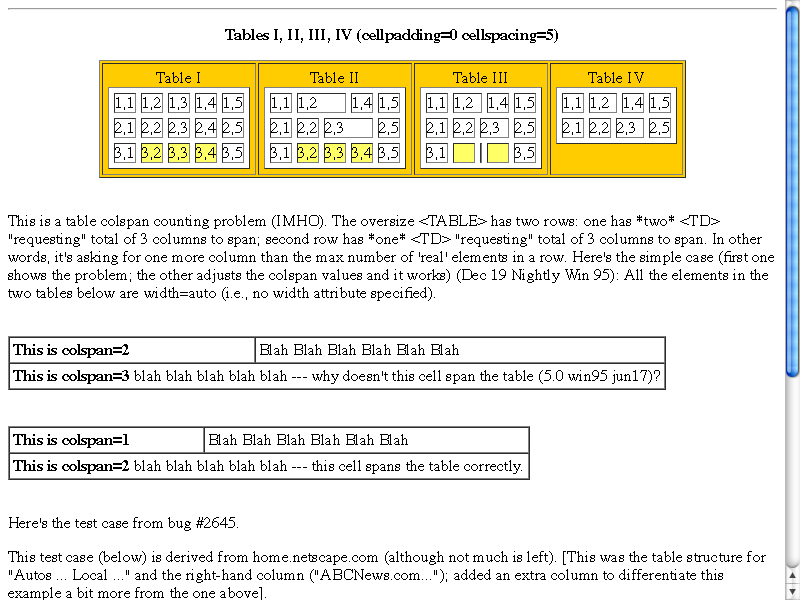 Tables I, II, III, IV (cellpadding=0 cellspacing=5)
Table I Table II Table III Table IV
1,1 1,2 1,3 1,4 1,5 1,1 1,2 1,4 1,5 1,1 1,2 1,4 1,5 1,1 1,2 1,4 1,5
2,1 2,2 2,3 2,4 2,5 2,1 2,2 2,3 2,5 2,1 2,2 2,3 2,5 2,1 2,2 2,3 2,5
3,1 3,2 3,3 3,4 3,5 3,1 3,2 3,3 3,4 3,5 3,1 3,5
This is a table colspan counting problem (IMHO). The oversize <TABLE> has two rows: one has *two* <TD>
"requesting" total of 3 columns to span; second row has *one* <TD> "requesting" total of 3 columns to span. In other
words, it's asking for one more column than the max number of 'real' elements in a row. Here's the simple case (first one
shows the problem; the other adjusts the colspan values and it works) (Dec 19 Nightly Win 95): All the elements in the
two tables below are width=auto (i.e., no width attribute specified).
This is colspan=2 Blah Blah Blah Blah Blah Blah
This is colspan=3 blah blah blah blah blah --- why doesn't this cell span the table (5.0 win95 jun17)?
This is colspan=1 Blah Blah Blah Blah Blah Blah
This is colspan=2 blah blah blah blah blah --- this cell spans the table correctly.
Here's the test case from bug #2645.
This test case (below) is derived from home.netscape.com (although not much is left). [This was the table structure for
"Autos ... Local ..." and the right-hand column ("ABCNews.com..."); added an extra column to differentiate this
example a bit more from the one above].